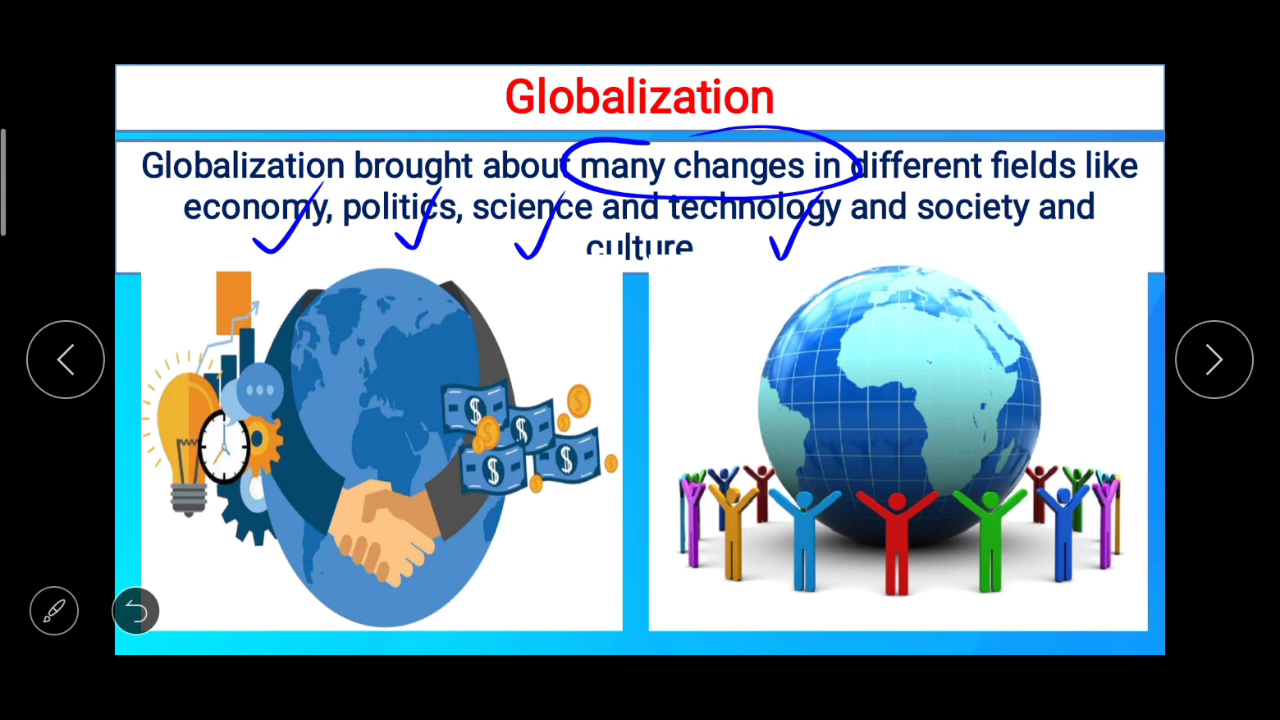 Globalization
Globalization brought about many changes in different fields like
economy, politics, science and technology and society and
culture
$
$
$
$